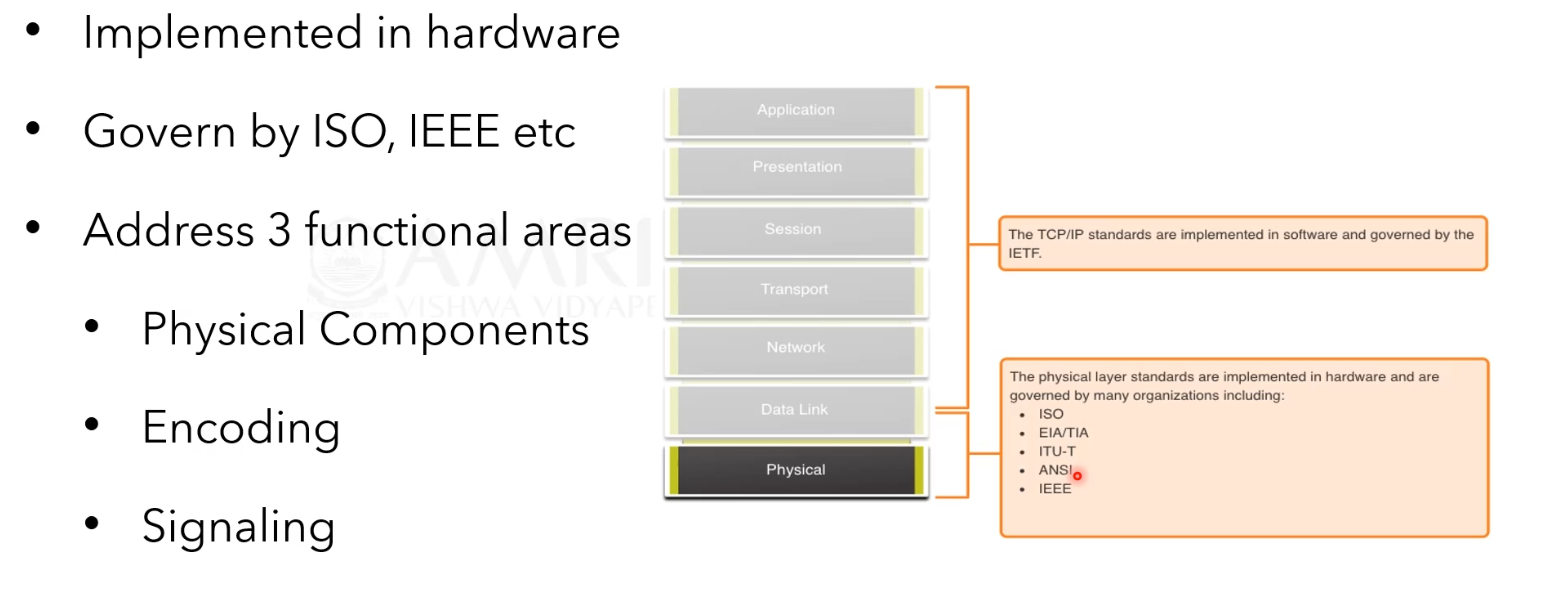 • Implemented in hardware
• Govern by ISO, IEEE etc
• Address 3 functional areas
• Physical Components
• Encoding
• Signaling
AMRI
VISHWA VIDYAPE
Application
Presentation
Session
Transport
Network
Data Link
Physical
The TCP/IP standards are implemented in software and governed by the
IETF.
The physical layer standards are implemented in hardware and are
governed by many organizations including:
• ISO
• EIA/TIA
• ITU-T
• ANSI
• IEEE